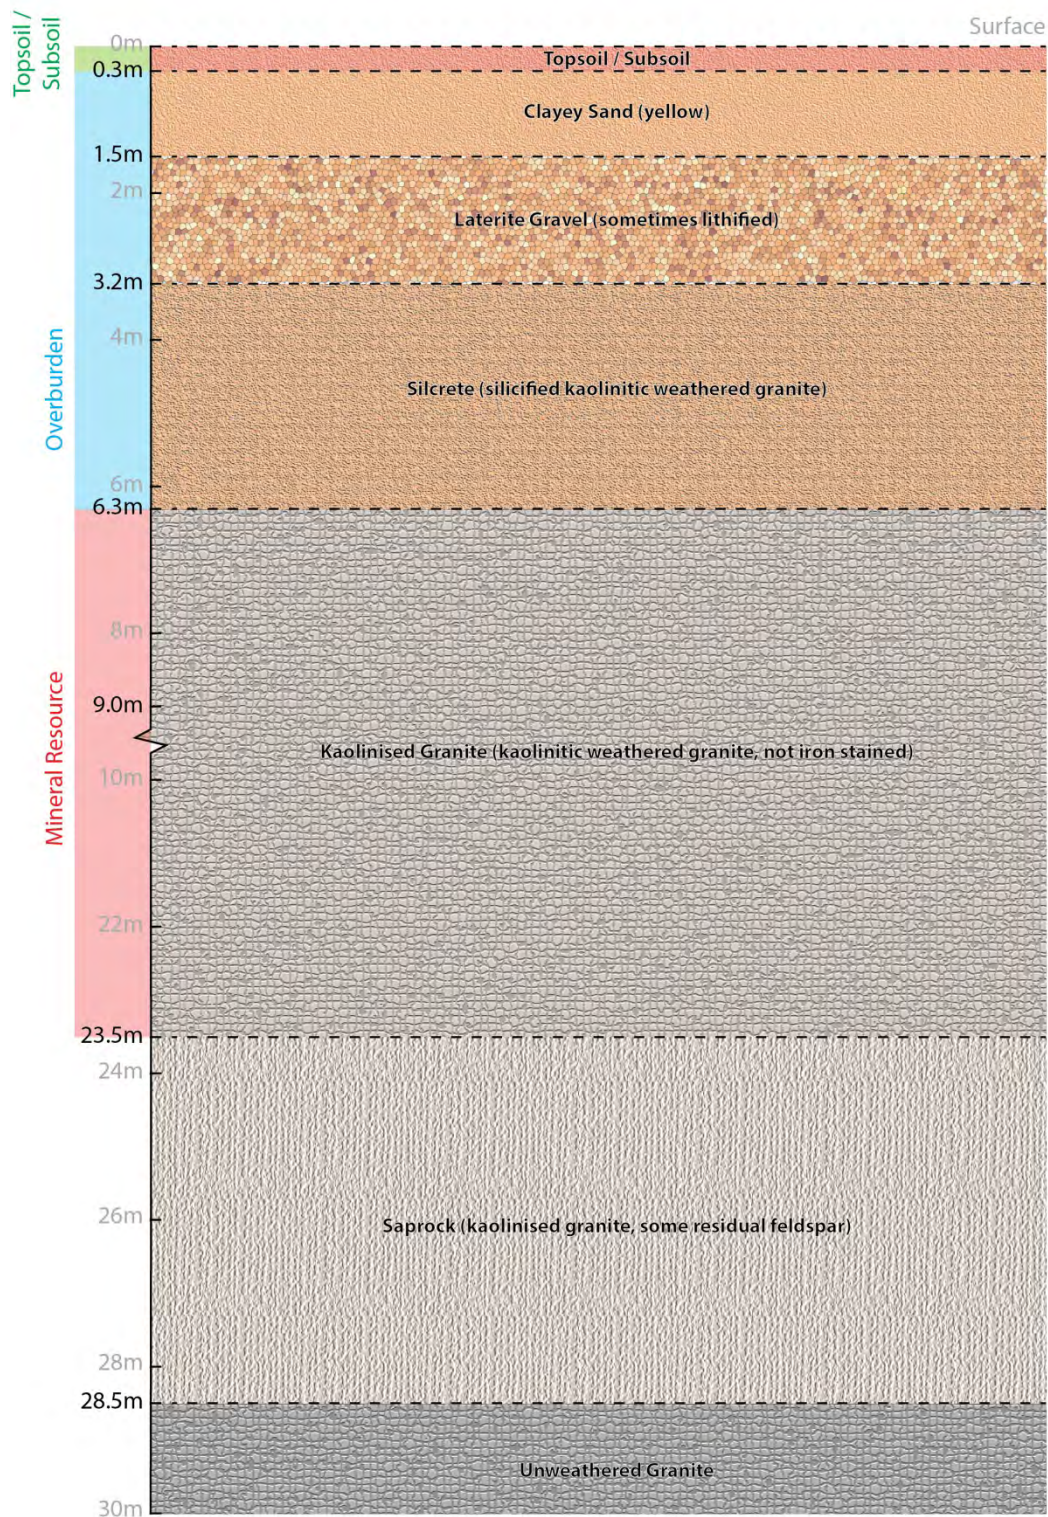 Topsoil /
Subsoil
Surface
0m
Topsoil / Subsoil
0.3m
Clayey Sand (yellow)
1.5m
2m
Laterite Gravel (sometimes lithified)
3.2m
4m
Overburden
Silcrete (silicified kaolinitic weathered granite)
6m
6.3m
8m
9.0m
Mineral Resource
Kaolinised Granite (kaolinitic weathered granite, not iron stained)
10m
22m
23.5m
24m
26m
Saprock (kaolinised granite, some residual feldspar)
28m
28.5m
Unweathered Granite
30m